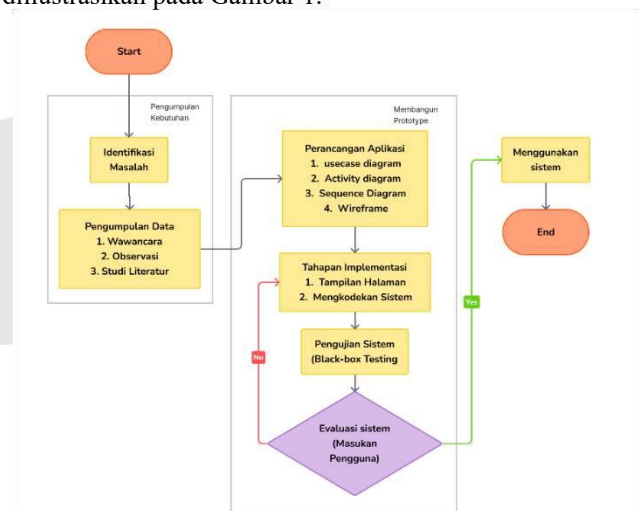 diilustrasikan pada Gambar 1.
Start
Pengumpulan
Kebutuhan
Identifikasi
Masalah
Pengumpulan Data
1. Wawancara
2. Observasi
3. Studi Literatur
Membangun
Prototype
Perancangan Aplikasi
1. usecase diagram
2. Activity diagram
3. Sequence Diagram
4. Wireframe
Tahapan Implementasi
1. Tampilan Halaman
2. Mengkodekan Sistem
Pengujian Sistem
(Black-box Testing
No
Evaluasi sistem
(Masukan
Pengguna)
Yes
Menggunakan
sistem
End